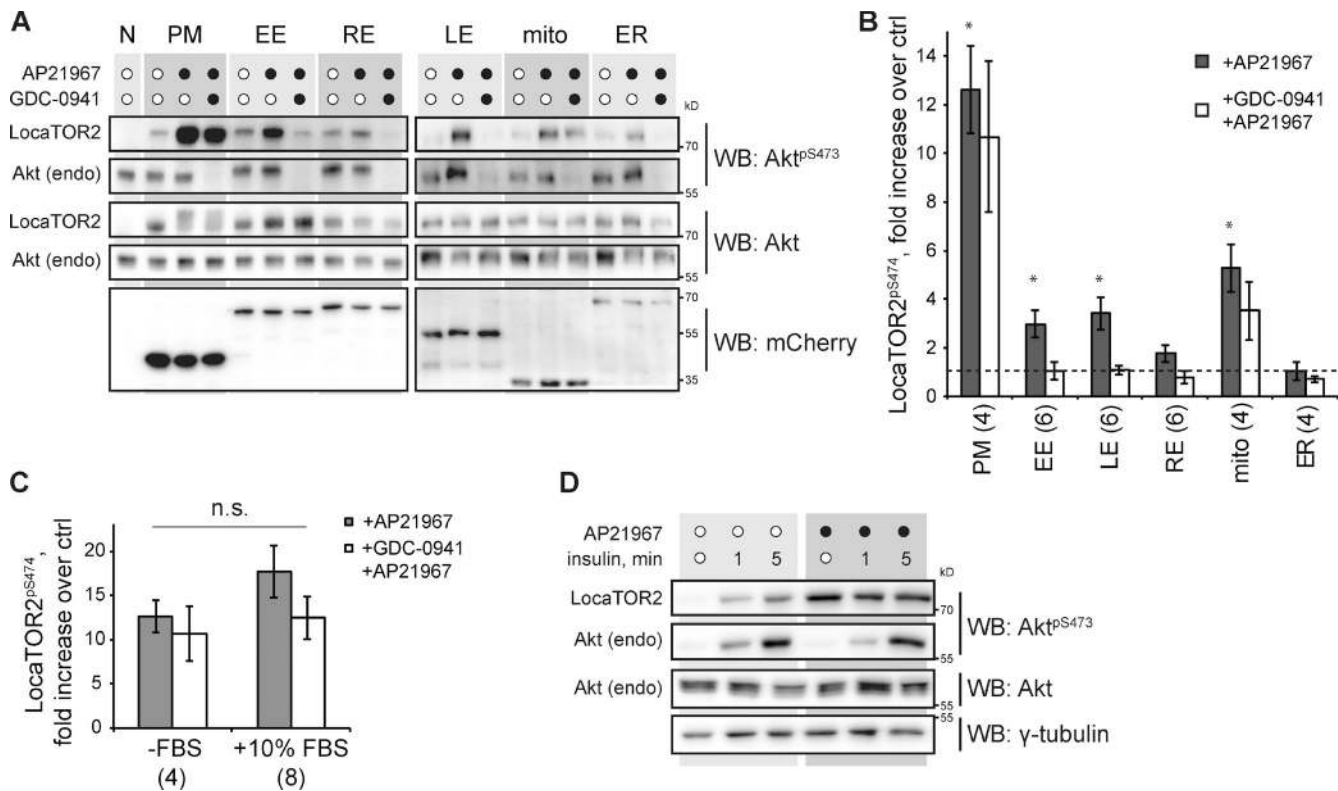 A
N PM EE RE LE mito ER
AP21967
GDC-0941
kD
LocaTOR2
70
Akt (endo)
55
WB: Akt^pS473
LocaTOR2
70
Akt (endo)
55
WB: Akt
70
55
35
WB: mCherry
B
LocaTOR2^pS474, fold increase over ctrl
14
12
10
8
6
4
2
1
0
* * * *
+AP21967
+GDC-0941
+AP21967
PM (4) EE (6) LE (6) RE (6) mito (4) ER (4)
C
LocaTOR2^pS474,
fold increase over ctrl
20
15
10
5
0
n.s.
+AP21967
+GDC-0941
+AP21967
-FBS +10% FBS
(4) (8)
D
AP21967
insulin, min 1 5 1 5
kD
LocaTOR2
70
Akt (endo)
55
WB: Akt^pS473
Akt (endo)
55
WB: Akt
55
WB: γ-tubulin